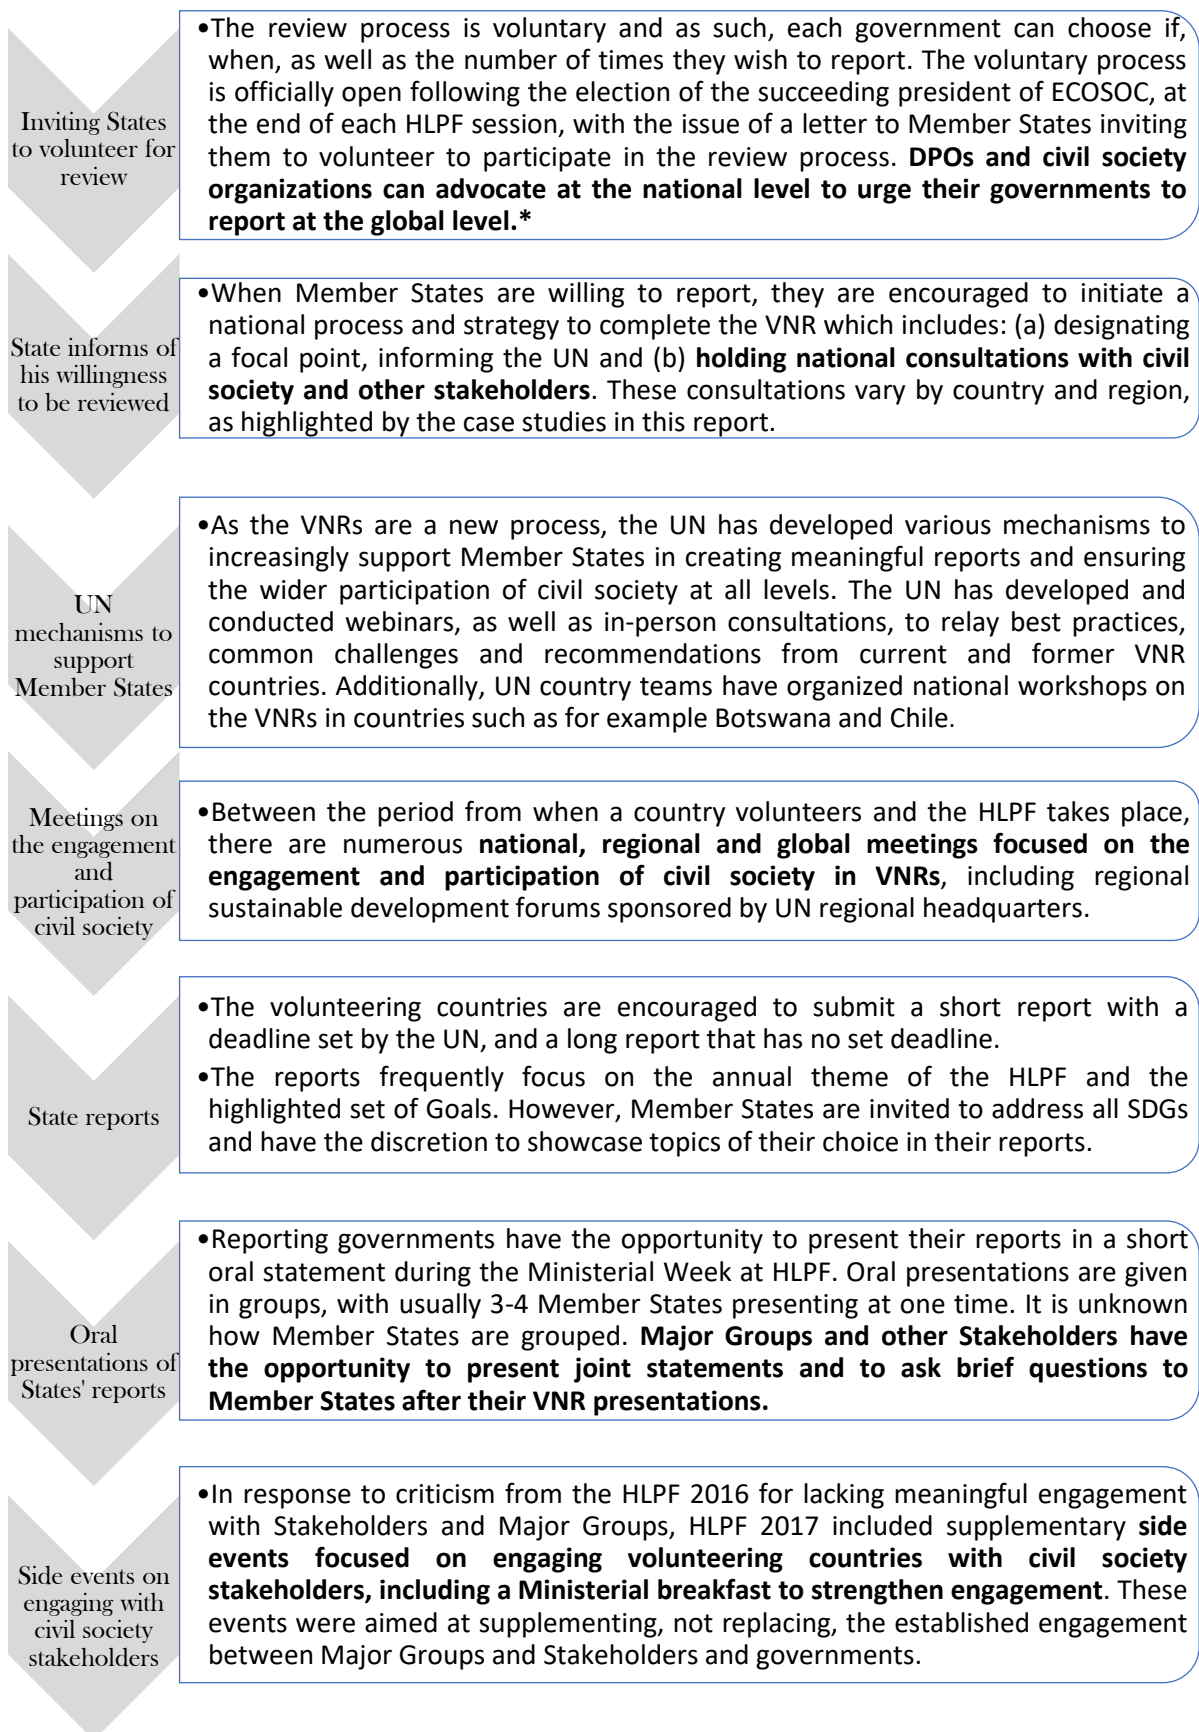 Inviting States
to volunteer for
review
•The review process is voluntary and as such, each government can choose if,
when, as well as the number of times they wish to report. The voluntary process
is officially open following the election of the succeeding president of ECOSOC, at
the end of each HLPF session, with the issue of a letter to Member States inviting
them to volunteer to participate in the review process. DPOs and civil society
organizations can advocate at the national level to urge their governments to
report at the global level.*
State informs of
his willingness
to be reviewed
•When Member States are willing to report, they are encouraged to initiate a
national process and strategy to complete the VNR which includes: (a) designating
a focal point, informing the UN and (b) holding national consultations with civil
society and other stakeholders. These consultations vary by country and region,
as highlighted by the case studies in this report.
UN
mechanisms to
support
Member States
•As the VNRs are a new process, the UN has developed various mechanisms to
increasingly support Member States in creating meaningful reports and ensuring
the wider participation of civil society at all levels. The UN has developed and
conducted webinars, as well as in-person consultations, to relay best practices,
common challenges and recommendations from current and former VNR
countries. Additionally, UN country teams have organized national workshops on
the VNRs in countries such as for example Botswana and Chile.
Meetings on
the engagement
and
participation of
civil society
•Between the period from when a country volunteers and the HLPF takes place,
there are numerous national, regional and global meetings focused on the
engagement and participation of civil society in VNRs, including regional
sustainable development forums sponsored by UN regional headquarters.
State reports
•The volunteering countries are encouraged to submit a short report with a
deadline set by the UN, and a long report that has no set deadline.
•The reports frequently focus on the annual theme of the HLPF and the
highlighted set of Goals. However, Member States are invited to address all SDGs
and have the discretion to showcase topics of their choice in their reports.
Oral
presentations of
States' reports
•Reporting governments have the opportunity to present their reports in a short
oral statement during the Ministerial Week at HLPF. Oral presentations are given
in groups, with usually 3-4 Member States presenting at one time. It is unknown
how Member States are grouped. Major Groups and other Stakeholders have
the opportunity to present joint statements and to ask brief questions to
Member States after their VNR presentations.
Side events on
engaging with
civil society
stakeholders
•In response to criticism from the HLPF 2016 for lacking meaningful engagement
with Stakeholders and Major Groups, HLPF 2017 included supplementary side
events focused on engaging volunteering countries with civil society
stakeholders, including a Ministerial breakfast to strengthen engagement. These
events were aimed at supplementing, not replacing, the established engagement
between Major Groups and Stakeholders and governments.